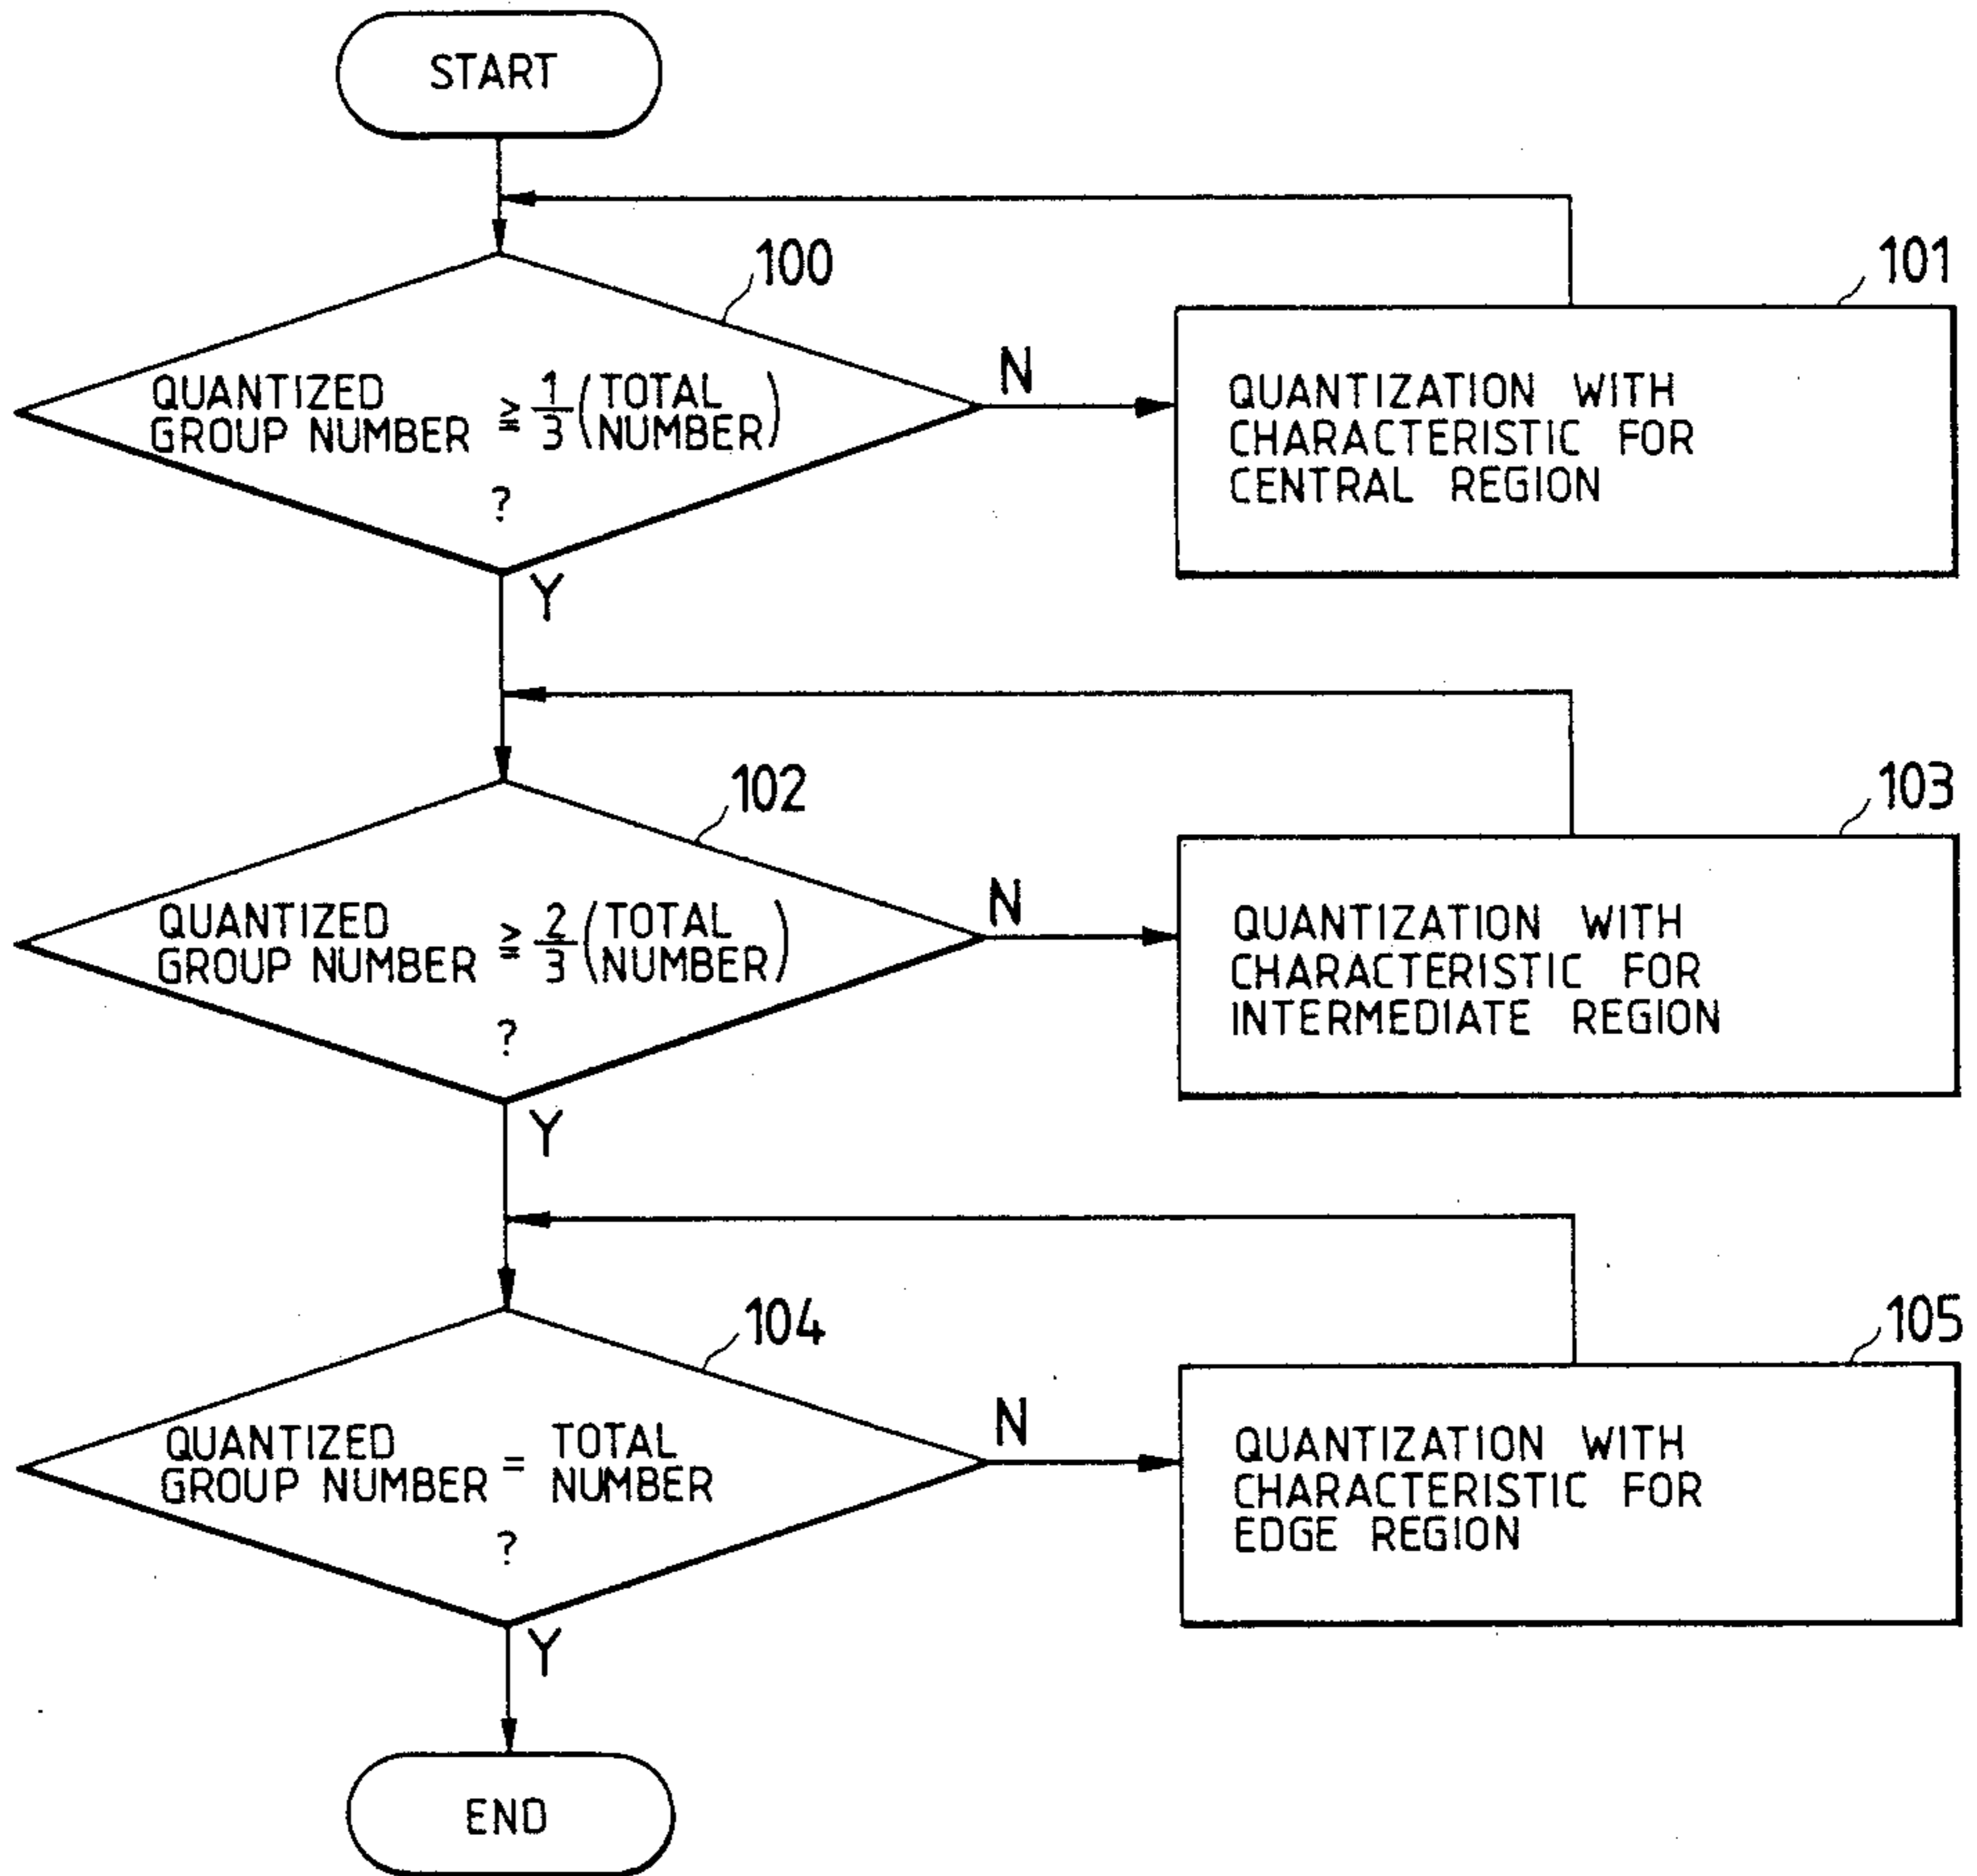 START
100
QUANTIZED
GROUP NUMBER ≧ 1/3 (TOTAL
NUMBER)
?
N
Y
101
QUANTIZATION WITH
CHARACTERISTIC FOR
CENTRAL REGION
102
QUANTIZED
GROUP NUMBER ≧ 2/3 (TOTAL
NUMBER)
?
N
Y
103
QUANTIZATION WITH
CHARACTERISTIC FOR
INTERMEDIATE REGION
104
QUANTIZED
GROUP NUMBER = TOTAL
NUMBER
?
N
Y
105
QUANTIZATION WITH
CHARACTERISTIC FOR
EDGE REGION
END